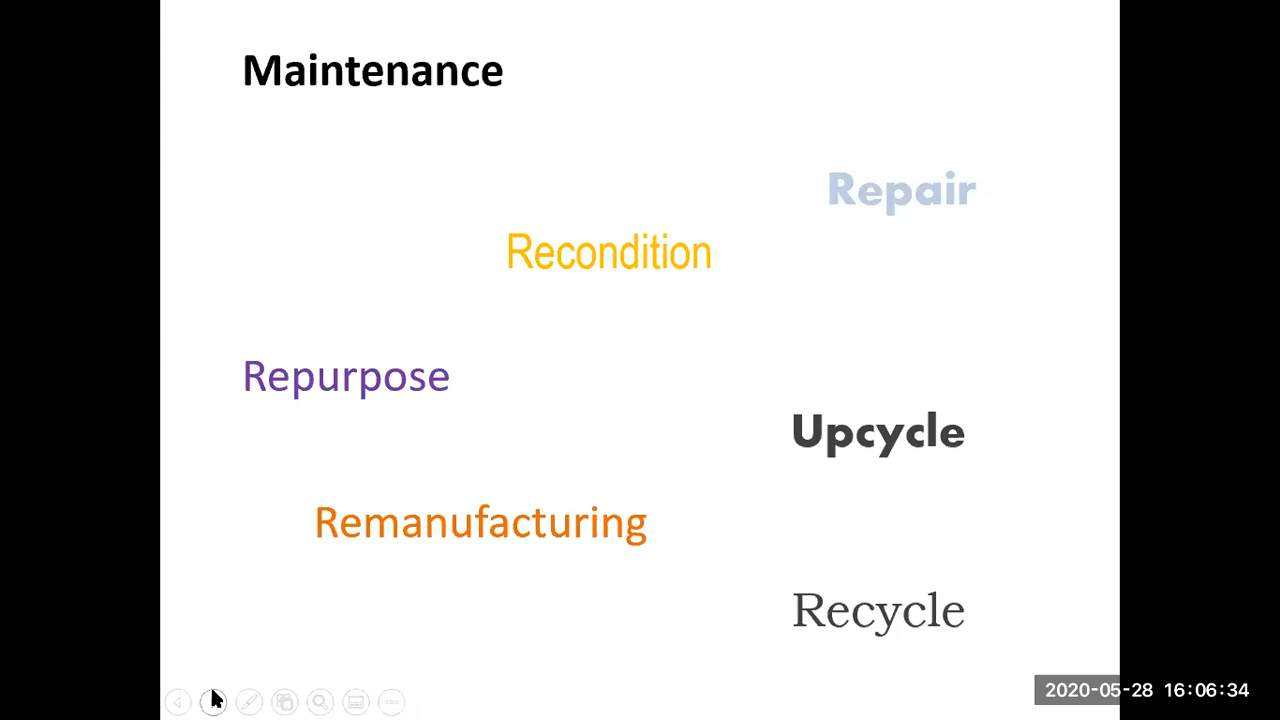 Maintenance
Repair
Recondition
Repurpose
Upcycle
Remanufacturing
Recycle
2020-05-28 16:06:34